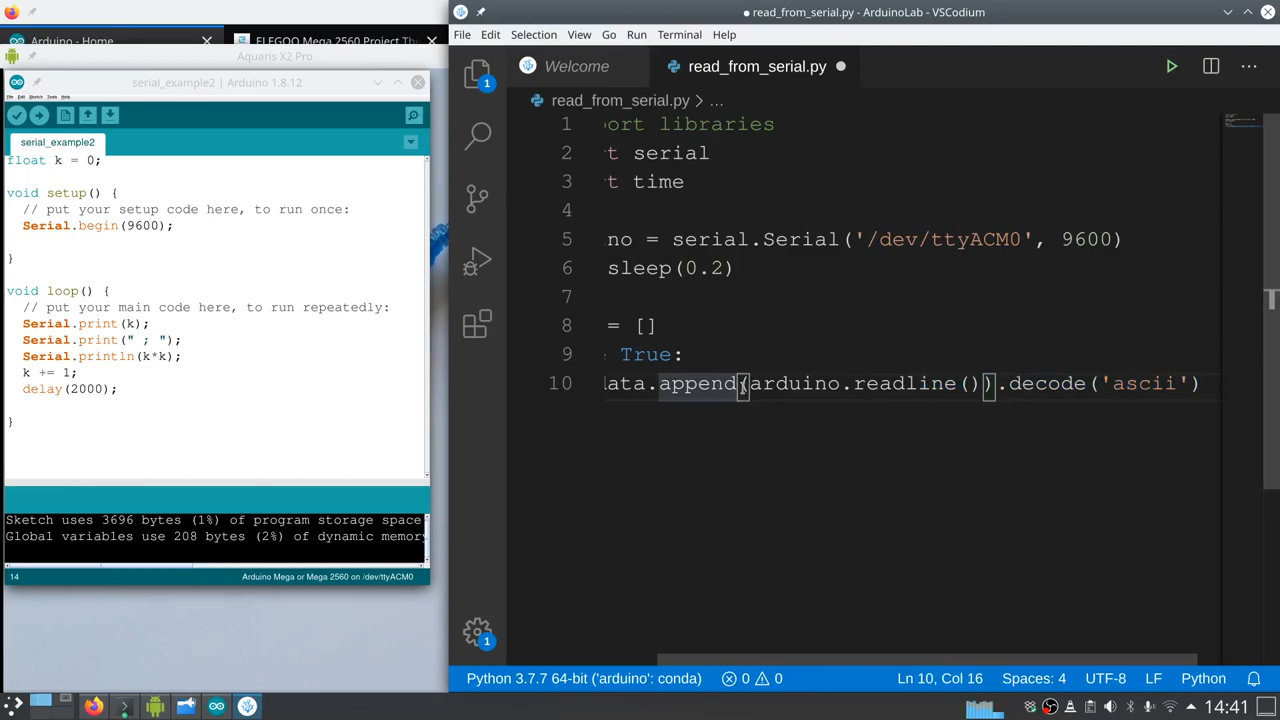 Arduino - Home
ELEGOO Mega 2560 Project The
Aquaris X2 Pro
serial_example2 | Arduino 1.8.12
File Edit Sketch Tools Help
serial_example2
float k = 0;
void setup() {
// put your setup code here, to run once:
Serial.begin(9600);
}
void loop() {
// put your main code here, to run repeatedly:
Serial.print(k);
Serial.print(" ; ");
Serial.println(k*k);
k += 1;
delay(2000);
}
Sketch uses 3696 bytes (1%) of program storage space
Global variables use 208 bytes (2%) of dynamic memory
14
Arduino Mega or Mega 2560 on /dev/ttyACM0
● read_from_serial.py - ArduinoLab - VSCodium
File Edit Selection View Go Run Terminal Help
Welcome
read_from_serial.py ●
read_from_serial.py > ...
1 ort libraries
2 t serial
3 t time
4
5 no = serial.Serial('/dev/ttyACM0', 9600)
6 sleep(0.2)
7
8 = []
9 True:
10 ata.append(arduino.readline()).decode('ascii')
1
1
Python 3.7.7 64-bit ('arduino': conda) 0 0 Ln 10, Col 16 Spaces: 4 UTF-8 LF Python
14:41